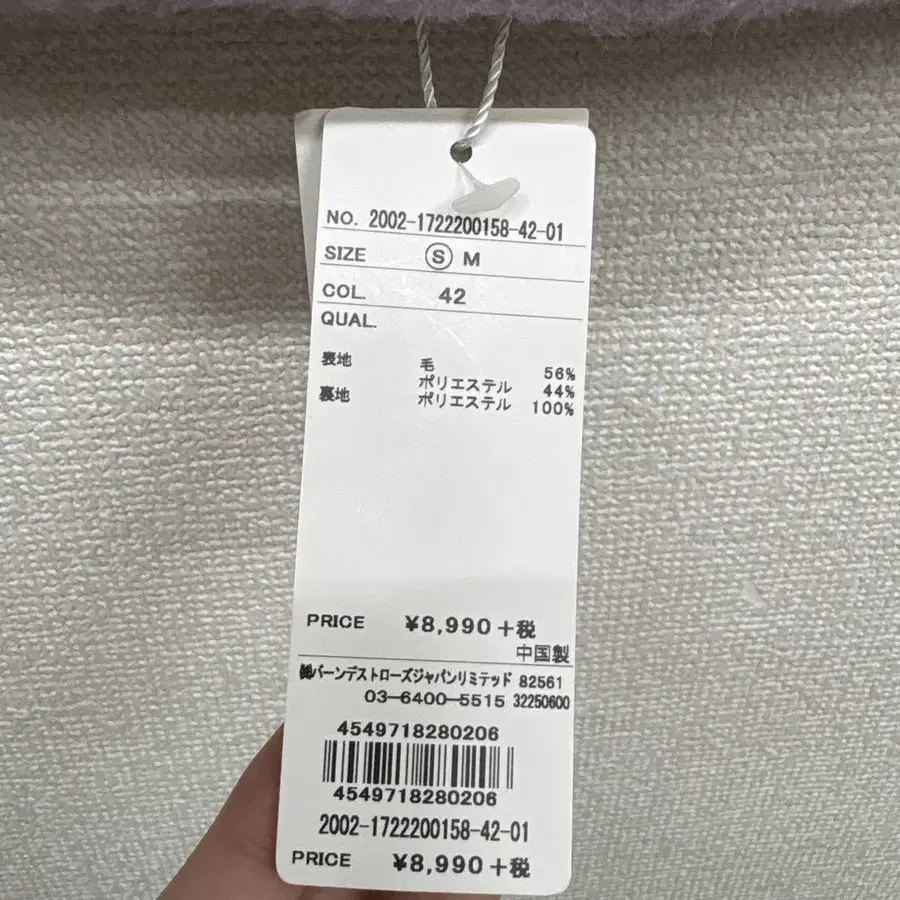 NO. 2002-1722200158-42-01
SIZE Ⓢ M
COL. 42
QUAL.
表地 毛 56%
ポリエステル 44%
裏地 ポリエステル 100%
PRICE ¥8,990+税
中国製
㈱バーンデストローズジャパンリミテッド 82561
03-6400-5515 32250600
4549718280206
4549718280206
2002-1722200158-42-01
PRICE ¥8,990+税